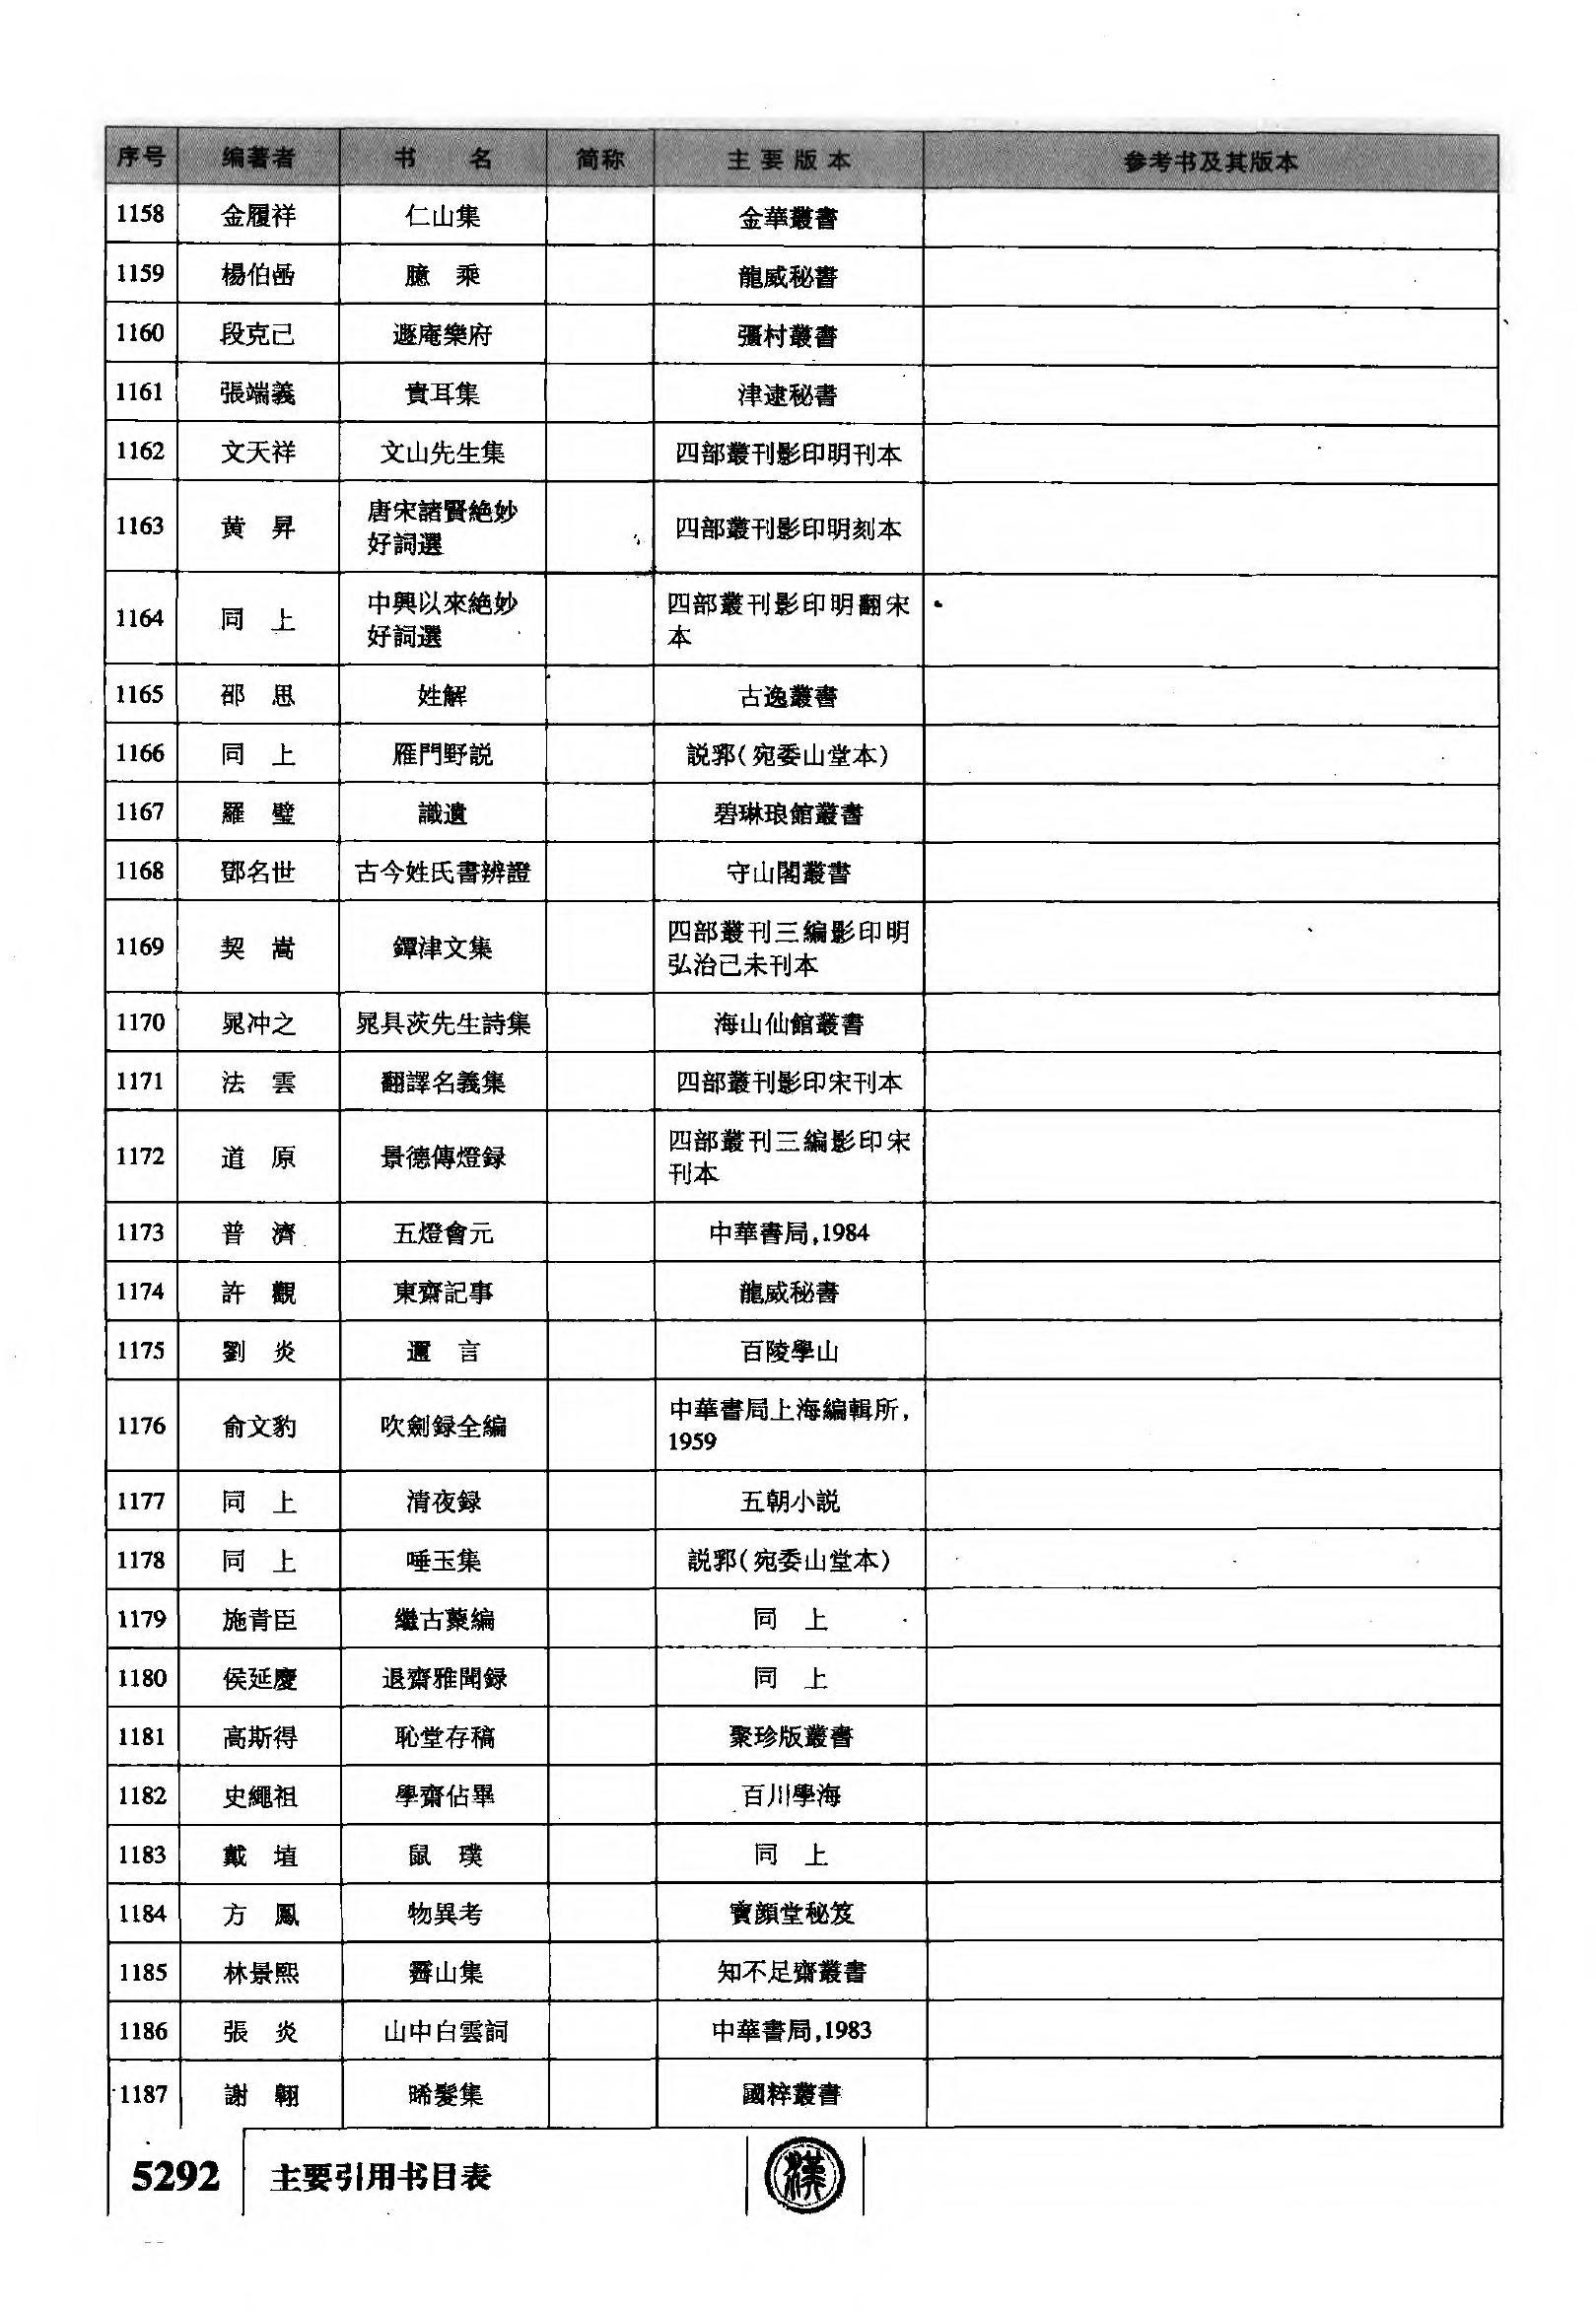 序号 编著者 书 名 简称 主要版本 参考书及其版本
1158 金履祥 仁山集 金華叢書
1159 楊伯嵒 臆 乘 龍威秘書
1160 段克己 遯庵樂府 彊村叢書
1161 張端義 貴耳集 津逮秘書
1162 文天祥 文山先生集 四部叢刊影印明刊本
1163 黄 昇 唐宋諸賢絶妙
好詞選 四部叢刊影印明刻本
1164 同 上 中興以來絶妙
好詞選 四部叢刊影印明翻宋
本
1165 邵 思 姓解 古逸叢書
1166 同 上 雁門野説 説郛(宛委山堂本)
1167 羅 璧 識遺 碧琳琅館叢書
1168 鄧名世 古今姓氏書辨證 守山閣叢書
1169 契 嵩 鐔津文集 四部叢刊三編影印明
弘治己未刊本
1170 晁冲之 晁具茨先生詩集 海山仙館叢書
1171 法 雲 翻譯名義集 四部叢刊影印宋刊本
1172 道 原 景德傳燈録 四部叢刊三編影印宋
刊本
1173 普 濟 五燈會元 中華書局,1984
1174 許 觀 東齋記事 龍威秘書
1175 劉 炎 邇 言 百陵學山
1176 俞文豹 吹劍録全編 中華書局上海編輯所,
1959
1177 同 上 清夜録 五朝小説
1178 同 上 唾玉集 説郛(宛委山堂本)
1179 施青臣 繼古藂編 同 上
1180 侯延慶 退齋雅聞録 同 上
1181 高斯得 恥堂存稿 聚珍版叢書
1182 史繩祖 學齋佔畢 百川學海
1183 戴 埴 鼠 璞 同 上
1184 方 鳳 物異考 寶顔堂秘笈
1185 林景熙 霽山集 知不足齋叢書
1186 張 炎 山中白雲詞 中華書局,1983
1187 謝 翱 晞髮集 國粹叢書
5292 主要引用书目表 漢